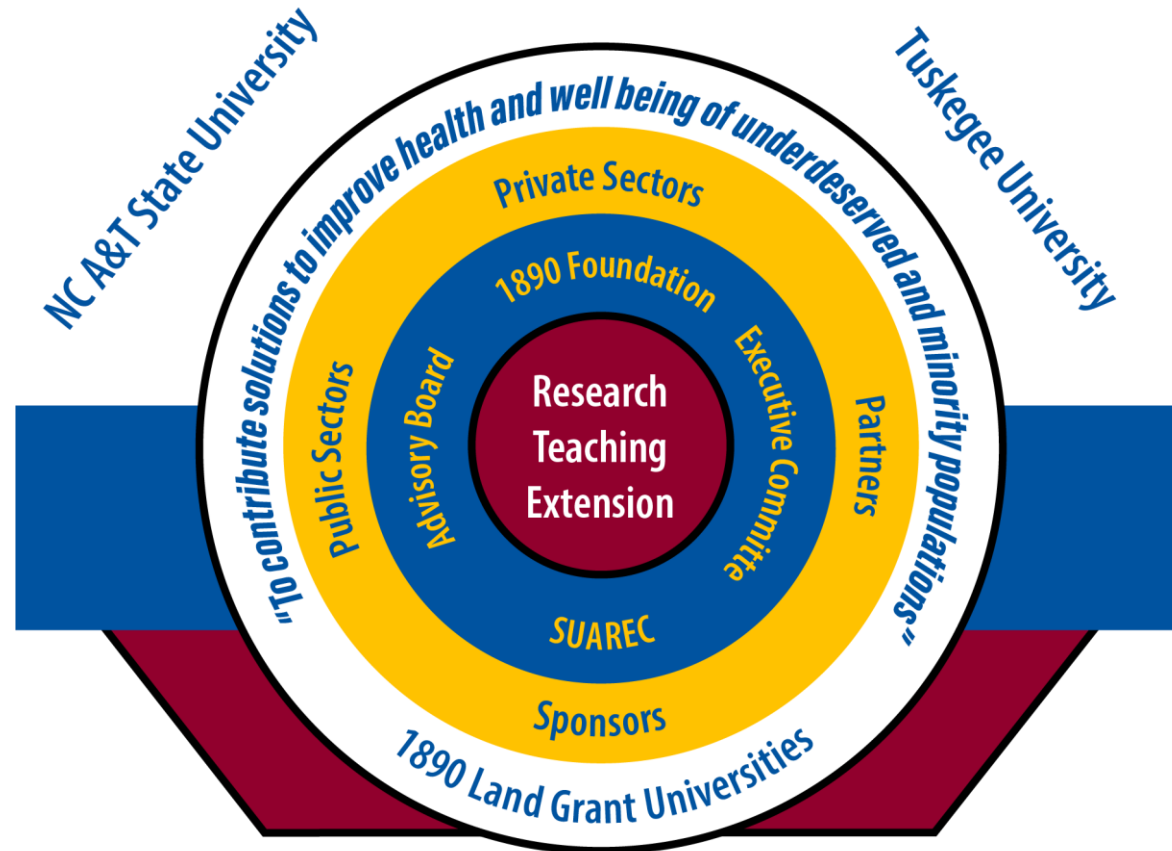 NC A&T State University
Tuskegee University
"To contribute solutions to improve health and well being of underdeserved and minority populations"
Private Sectors
1890 Foundation
Public Sectors
Advisory Board
Research
Teaching
Extension
Executive Committe
Partners
SUAREC
Sponsors
1890 Land Grant Universities